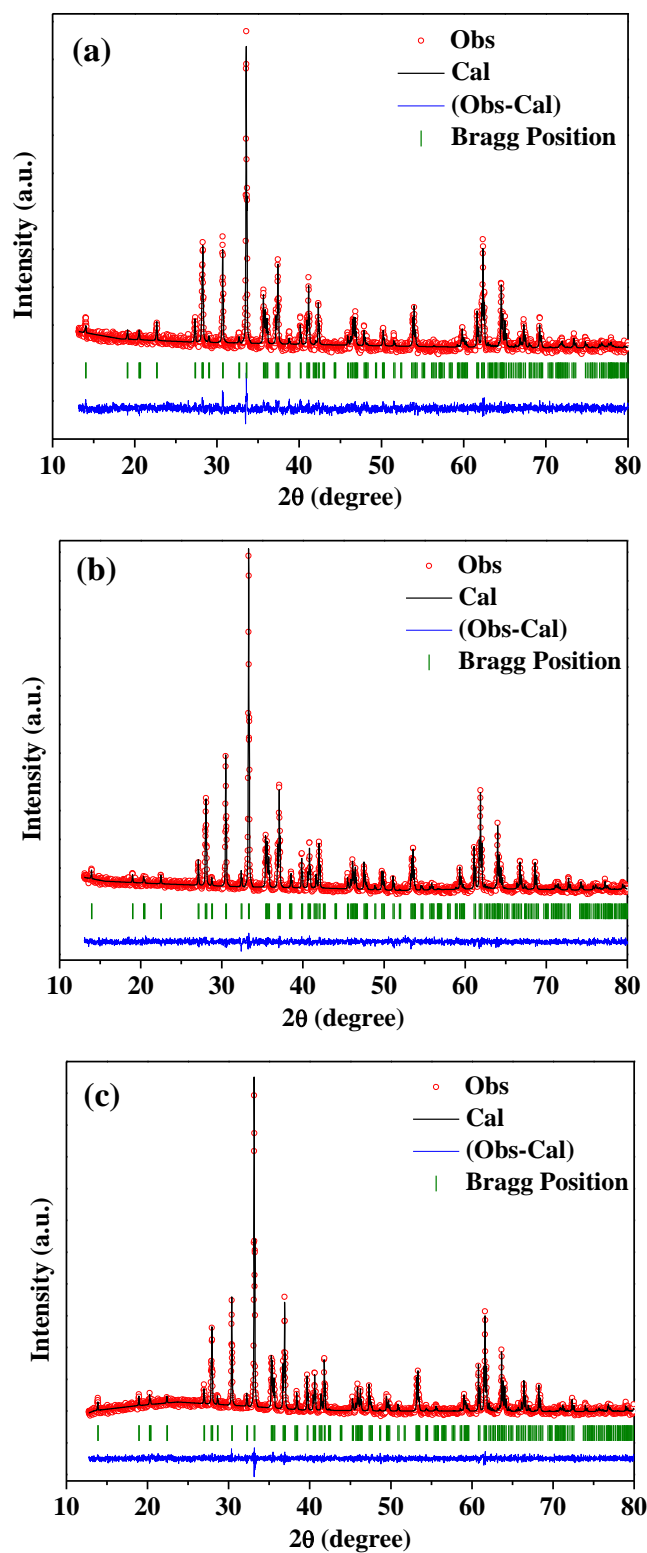 (a)
Obs
Cal
(Obs-Cal)
Bragg Position
Intensity (a.u.)
10 20 30 40 50 60 70 80
2θ (degree)
(b)
Obs
Cal
(Obs-Cal)
Bragg Position
Intensity (a.u.)
10 20 30 40 50 60 70 80
2θ (degree)
(c)
Obs
Cal
(Obs-Cal)
Bragg Position
Intensity (a.u.)
10 20 30 40 50 60 70 80
2θ (degree)